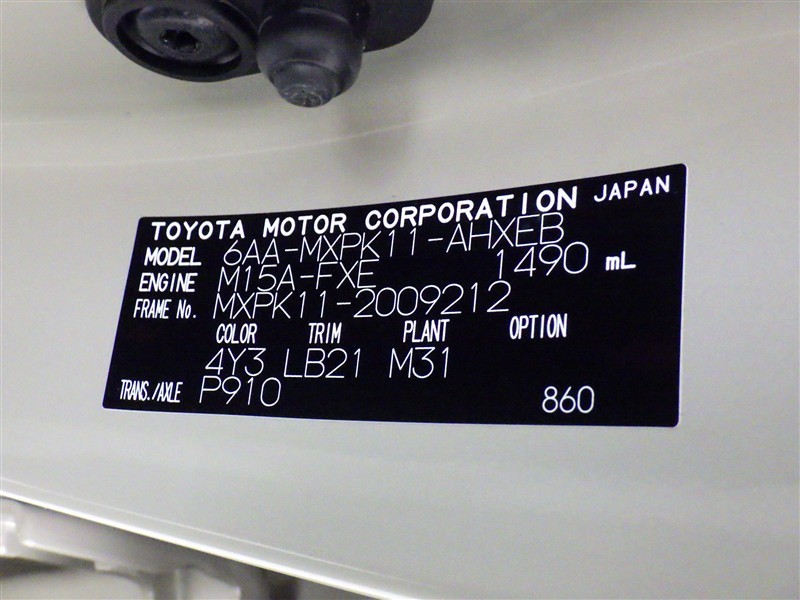 TOYOTA MOTOR CORPORATION JAPAN
MODEL 6AA-MXPK11-AHXEB
ENGINE M15A-FXE 1490 mL
FRAME No. MXPK11-2009212
COLOR TRIM PLANT OPTION
4Y3 LB21 M31
TRANS./AXLE P910 860